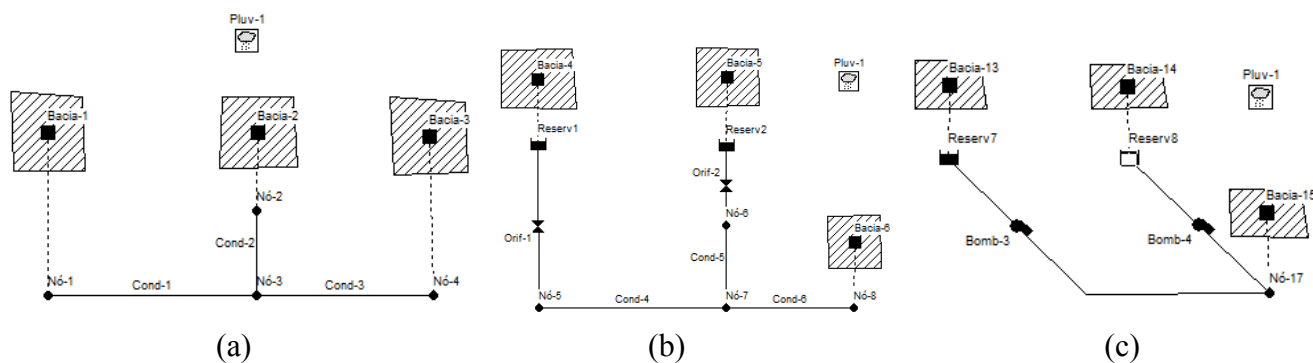 Pluv-1
Bacia-1
Bacia-2
Bacia-3
Nó-2
Cond-2
Nó-1
Cond-1
Nó-3
Cond-3
Nó-4
(a)
Bacia-4
Bacia-5
Pluv-1
Reserv1
Reserv2
Orif-2
Nó-6
Orif-1
Bacia-6
Cond-5
Nó-5
Cond-4
Nó-7
Cond-6
Nó-8
(b)
Bacia-13
Bacia-14
Pluv-1
Reserv7
Reserv8
Bacia-15
Bomb-3
Bomb-4
Nó-17
(c)